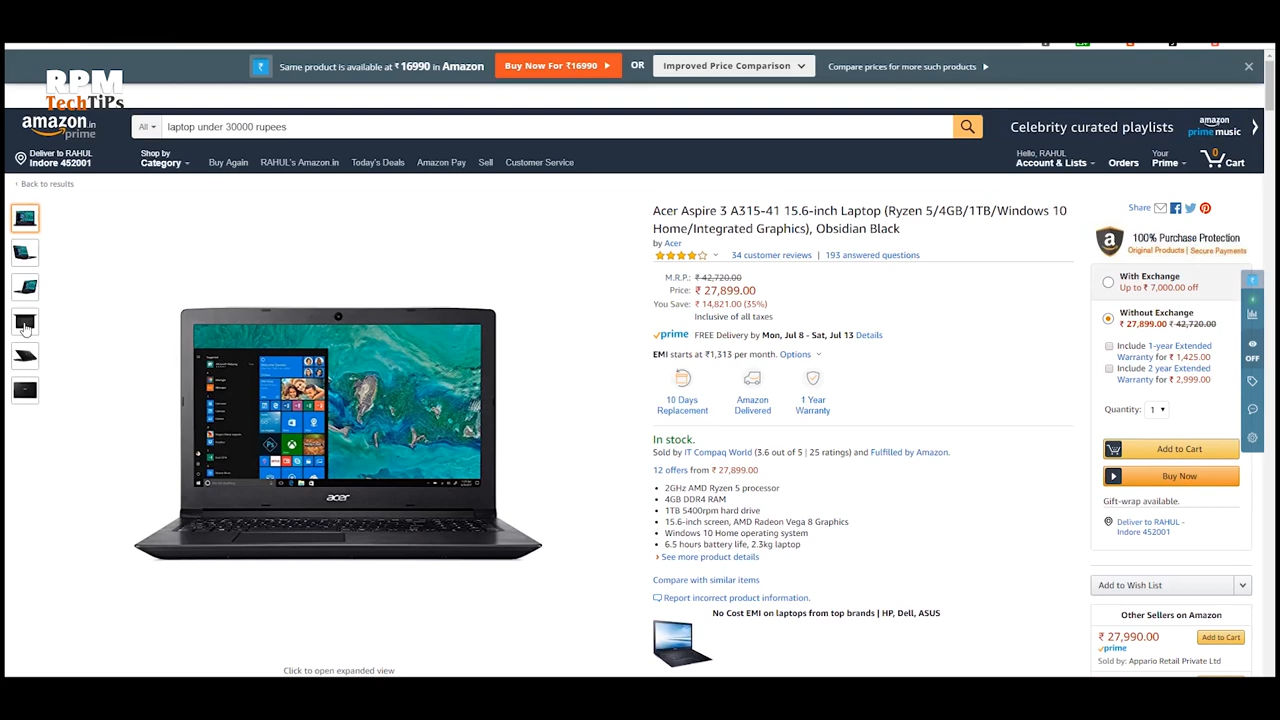 Same product is available at ₹ 16990 in Amazon
Buy Now For ₹16990
OR
Improved Price Comparison
Compare prices for more such products
RPM
TechTiPs
amazon.in
prime
All
laptop under 30000 rupees
Celebrity curated playlists
amazon
prime music
Deliver to RAHUL
Indore 452001
Shop by
Category
Buy Again
RAHUL's Amazon.in
Today's Deals
Amazon Pay
Sell
Customer Service
Hello, RAHUL
Account & Lists
Orders
Your
Prime
0
Cart
‹ Back to results
Acer Aspire 3 A315-41 15.6-inch Laptop (Ryzen 5/4GB/1TB/Windows 10
Home/Integrated Graphics), Obsidian Black
by Acer
34 customer reviews | 193 answered questions
M.R.P.: ₹ 42,720.00
Price: ₹ 27,899.00
You Save: ₹ 14,821.00 (35%)
Inclusive of all taxes
prime FREE Delivery by Mon, Jul 8 - Sat, Jul 13 Details
EMI starts at ₹1,313 per month. Options
10 Days
Replacement
Amazon
Delivered
1 Year
Warranty
In stock.
Sold by IT Compaq World (3.6 out of 5 | 25 ratings) and Fulfilled by Amazon.
12 offers from ₹ 27,899.00
• 2GHz AMD Ryzen 5 processor
• 4GB DDR4 RAM
• 1TB 5400rpm hard drive
• 15.6-inch screen, AMD Radeon Vega 8 Graphics
• Windows 10 Home operating system
• 6.5 hours battery life, 2.3kg laptop
› See more product details
Compare with similar items
Report incorrect product information.
No Cost EMI on laptops from top brands | HP, Dell, ASUS
acer
Click to open expanded view
Share
100% Purchase Protection
Original Products | Secure Payments
With Exchange
Up to ₹ 7,000.00 off
Without Exchange
₹ 27,899.00 ₹ 42,720.00
Include 1-year Extended
Warranty for ₹ 1,425.00
Include 2 year Extended
Warranty for ₹ 2,999.00
OFF
Quantity: 1
Add to Cart
Buy Now
Gift-wrap available.
Deliver to RAHUL -
Indore 452001
Add to Wish List
Other Sellers on Amazon
₹ 27,990.00
Add to Cart
prime
Sold by: Appario Retail Private Ltd